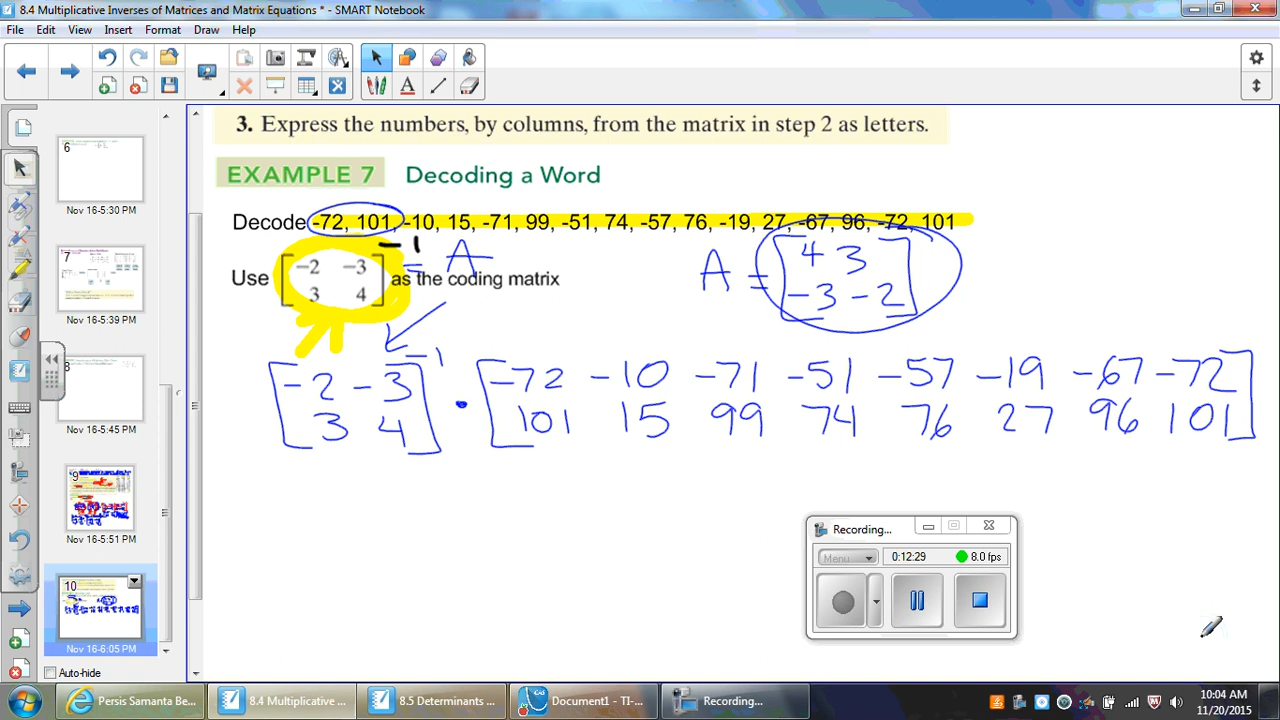 8.4 Multiplicative Inverses of Matrices and Matrix Equations * - SMART Notebook
File Edit View Insert Format Draw Help
3. Express the numbers, by columns, from the matrix in step 2 as letters.
EXAMPLE 7 Decoding a Word
Decode -72, 101, -10, 15, -71, 99, -51, 74, -57, 76, -19, 27, -67, 96, -72, 101
-1
Use [-2 -3 = A as the coding matrix
3 4]
A = [4 3
-3 -2]
[-2 -3 -1
3 4]
• [-72 -10 -71 -51 -57 -19 -67 -72
101 15 99 74 76 27 96 101]
6
Nov 16-5:30 PM
7
Nov 16-5:39 PM
8
Nov 16-5:45 PM
9
Nov 16-5:51 PM
10
Nov 16-6:05 PM
Auto-hide
Recording...
Menu 0:12:29 8.0 fps
Persis Samanta Be... 8.4 Multiplicative ... 8.5 Determinants ... Document1 - TI-... Recording...
10:04 AM
11/20/2015